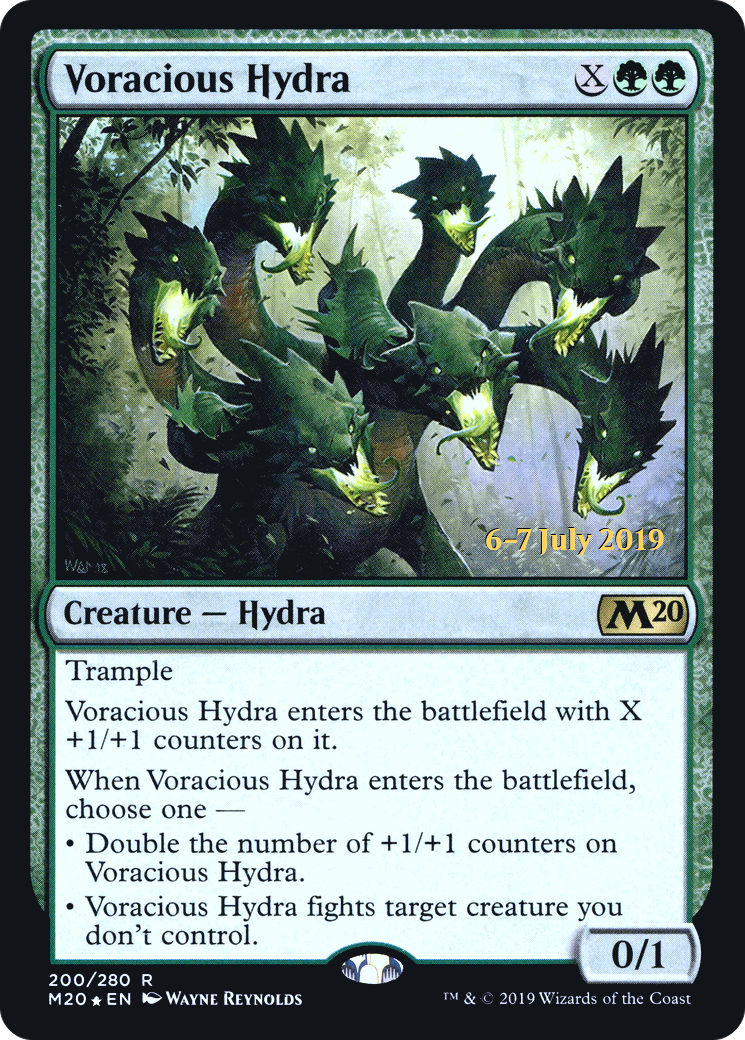 Voracious Hydra X
6–7 July 2019
Creature — Hydra M20
Trample
Voracious Hydra enters the battlefield with X
+1/+1 counters on it.
When Voracious Hydra enters the battlefield,
choose one —
• Double the number of +1/+1 counters on
Voracious Hydra.
• Voracious Hydra fights target creature you
don't control.
0/1
200/280 R
M20 ★ EN Wayne Reynolds
™ & © 2019 Wizards of the Coast